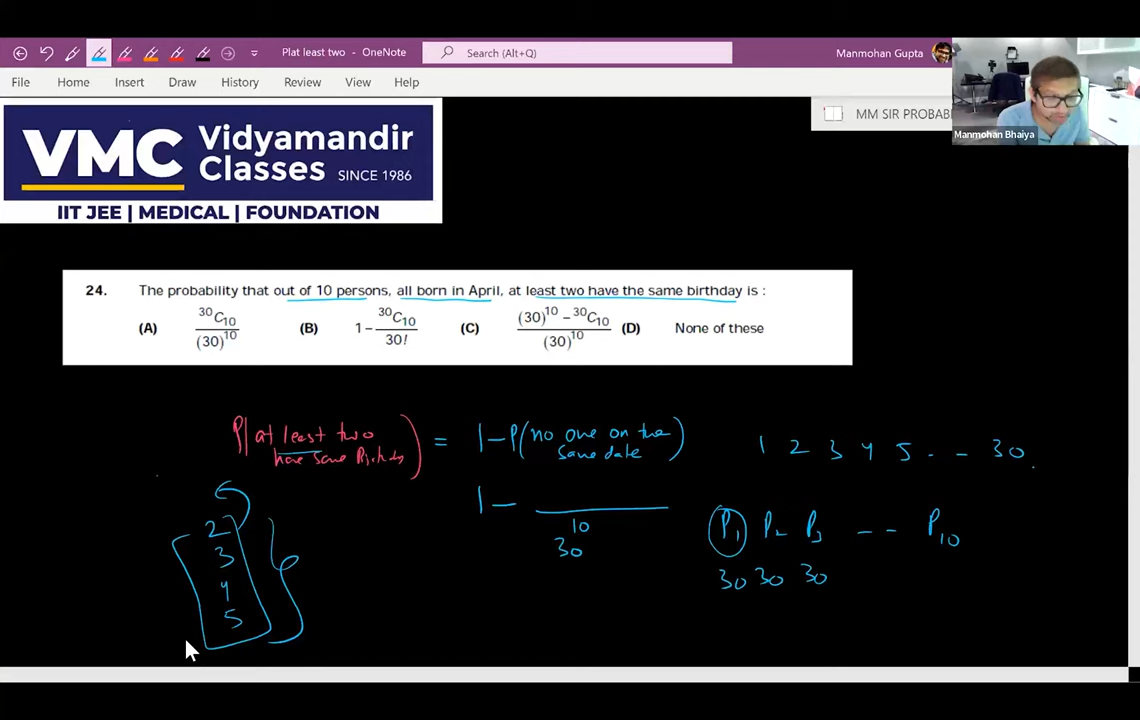 Plat least two - OneNote
Search (Alt+Q)
Manmohan Gupta
File Home Insert Draw History Review View Help
MM SIR PROBAB
Manmohan Bhaiya
VMC Vidyamandir
Classes SINCE 1986
IIT JEE | MEDICAL | FOUNDATION
24. The probability that out of 10 persons, all born in April, at least two have the same birthday is :
(A) ³⁰C₁₀ / (30)¹⁰ (B) 1 − ³⁰C₁₀ / 30! (C) ((30)¹⁰ − ³⁰C₁₀) / (30)¹⁰ (D) None of these
P(at least two
have same Birthday) = 1 − P(no one on the
same date)
1 2 3 4 5 . . – 30
1 − ——— / 30¹⁰
P₁ P₂ P₃ – – P₁₀
30 30 30
2
3
4
5